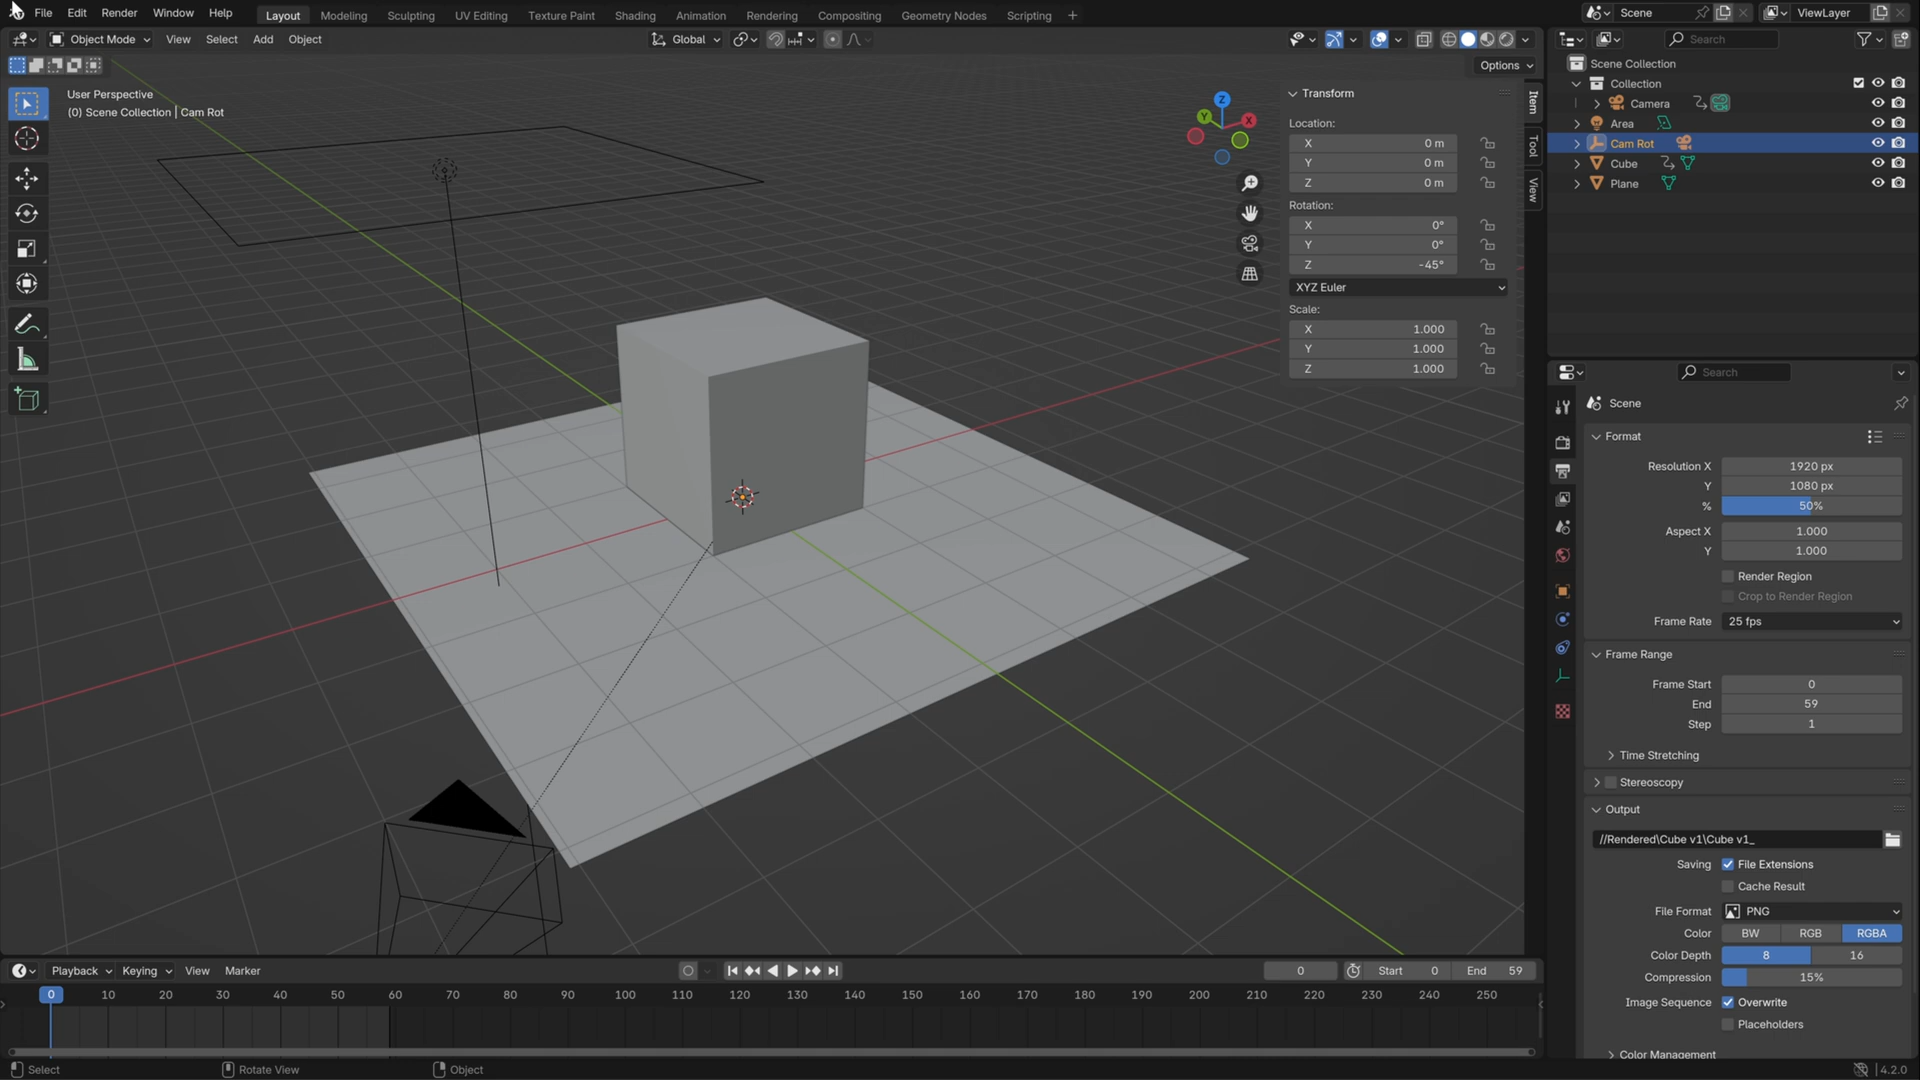 File Edit Render Window Help Layout Modeling Sculpting UV Editing Texture Paint Shading Animation Rendering Compositing Geometry Nodes Scripting + Scene ViewLayer
Object Mode View Select Add Object Global Search
Options
User Perspective
(0) Scene Collection | Cam Rot
Z
Y
X
Transform
Location:
X 0 m
Y 0 m
Z 0 m
Rotation:
X 0°
Y 0°
Z -45°
XYZ Euler
Scale:
X 1.000
Y 1.000
Z 1.000
Item
Tool
View
Scene Collection
Collection
Camera
Area
Cam Rot
Cube
Plane
Search
Scene
Format
Resolution X 1920 px
Y 1080 px
% 50%
Aspect X 1.000
Y 1.000
Render Region
Crop to Render Region
Frame Rate 25 fps
Frame Range
Frame Start 0
End 59
Step 1
Time Stretching
Stereoscopy
Output
//Rendered\Cube v1\Cube v1_
Saving File Extensions
Cache Result
File Format PNG
Color BW RGB RGBA
Color Depth 8 16
Compression 15%
Image Sequence Overwrite
Placeholders
Color Management
Playback Keying View Marker 0 Start 0 End 59
0 10 20 30 40 50 60 70 80 90 100 110 120 130 140 150 160 170 180 190 200 210 220 230 240 250
Select Rotate View Object 4.2.0